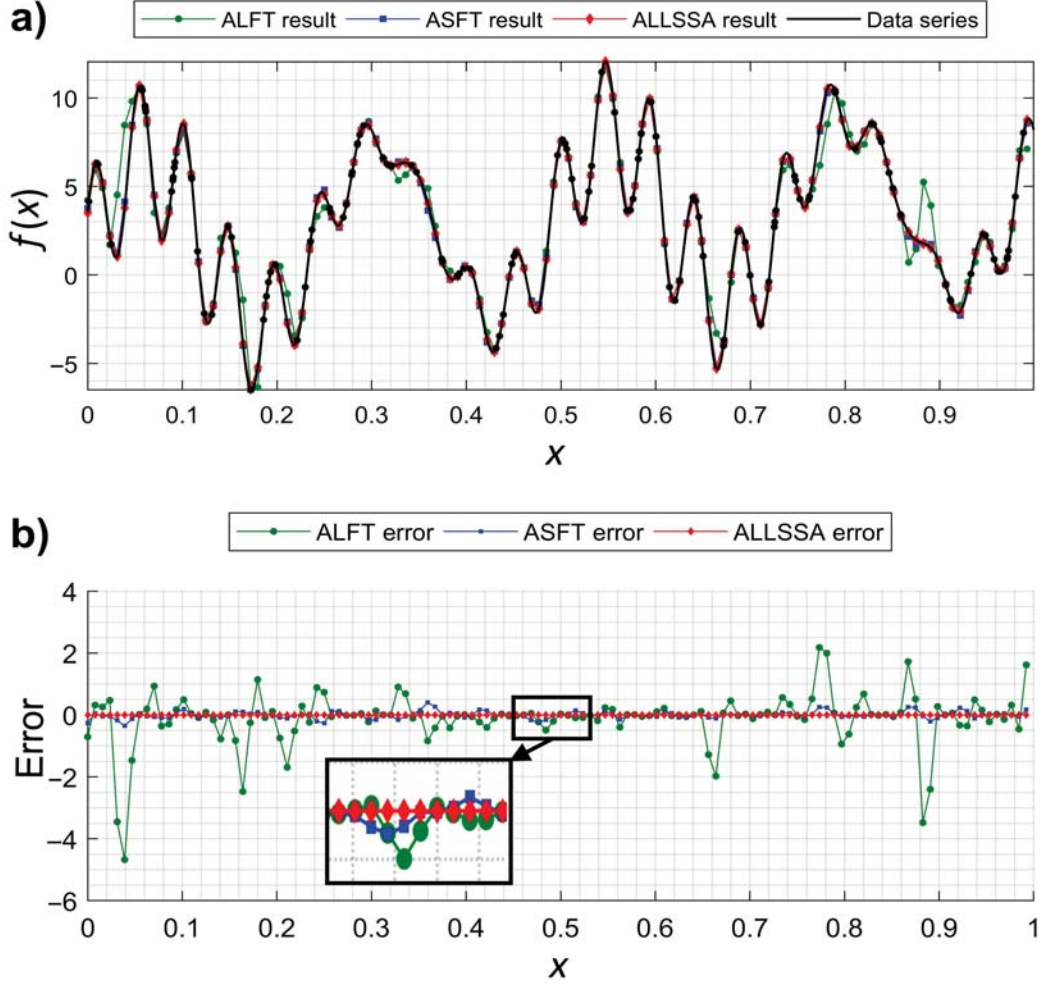 a)
ALFT result ASFT result ALLSSA result Data series
10
5
0
−5
f(x)
0 0.1 0.2 0.3 0.4 0.5 0.6 0.7 0.8 0.9
x
b)
ALFT error ASFT error ALLSSA error
4
2
0
−2
−4
−6
Error
0 0.1 0.2 0.3 0.4 0.5 0.6 0.7 0.8 0.9 1
x